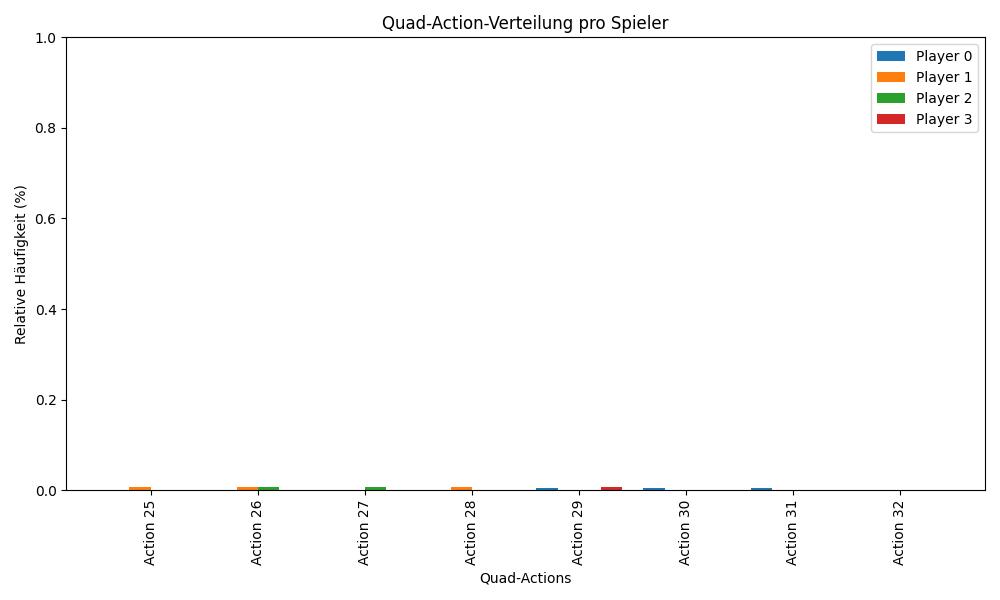 Quad-Action-Verteilung pro Spieler
Player 0
Player 1
Player 2
Player 3
Relative Häufigkeit (%)
1.0
0.8
0.6
0.4
0.2
0.0
Action 25
Action 26
Action 27
Action 28
Action 29
Action 30
Action 31
Action 32
Quad-Actions